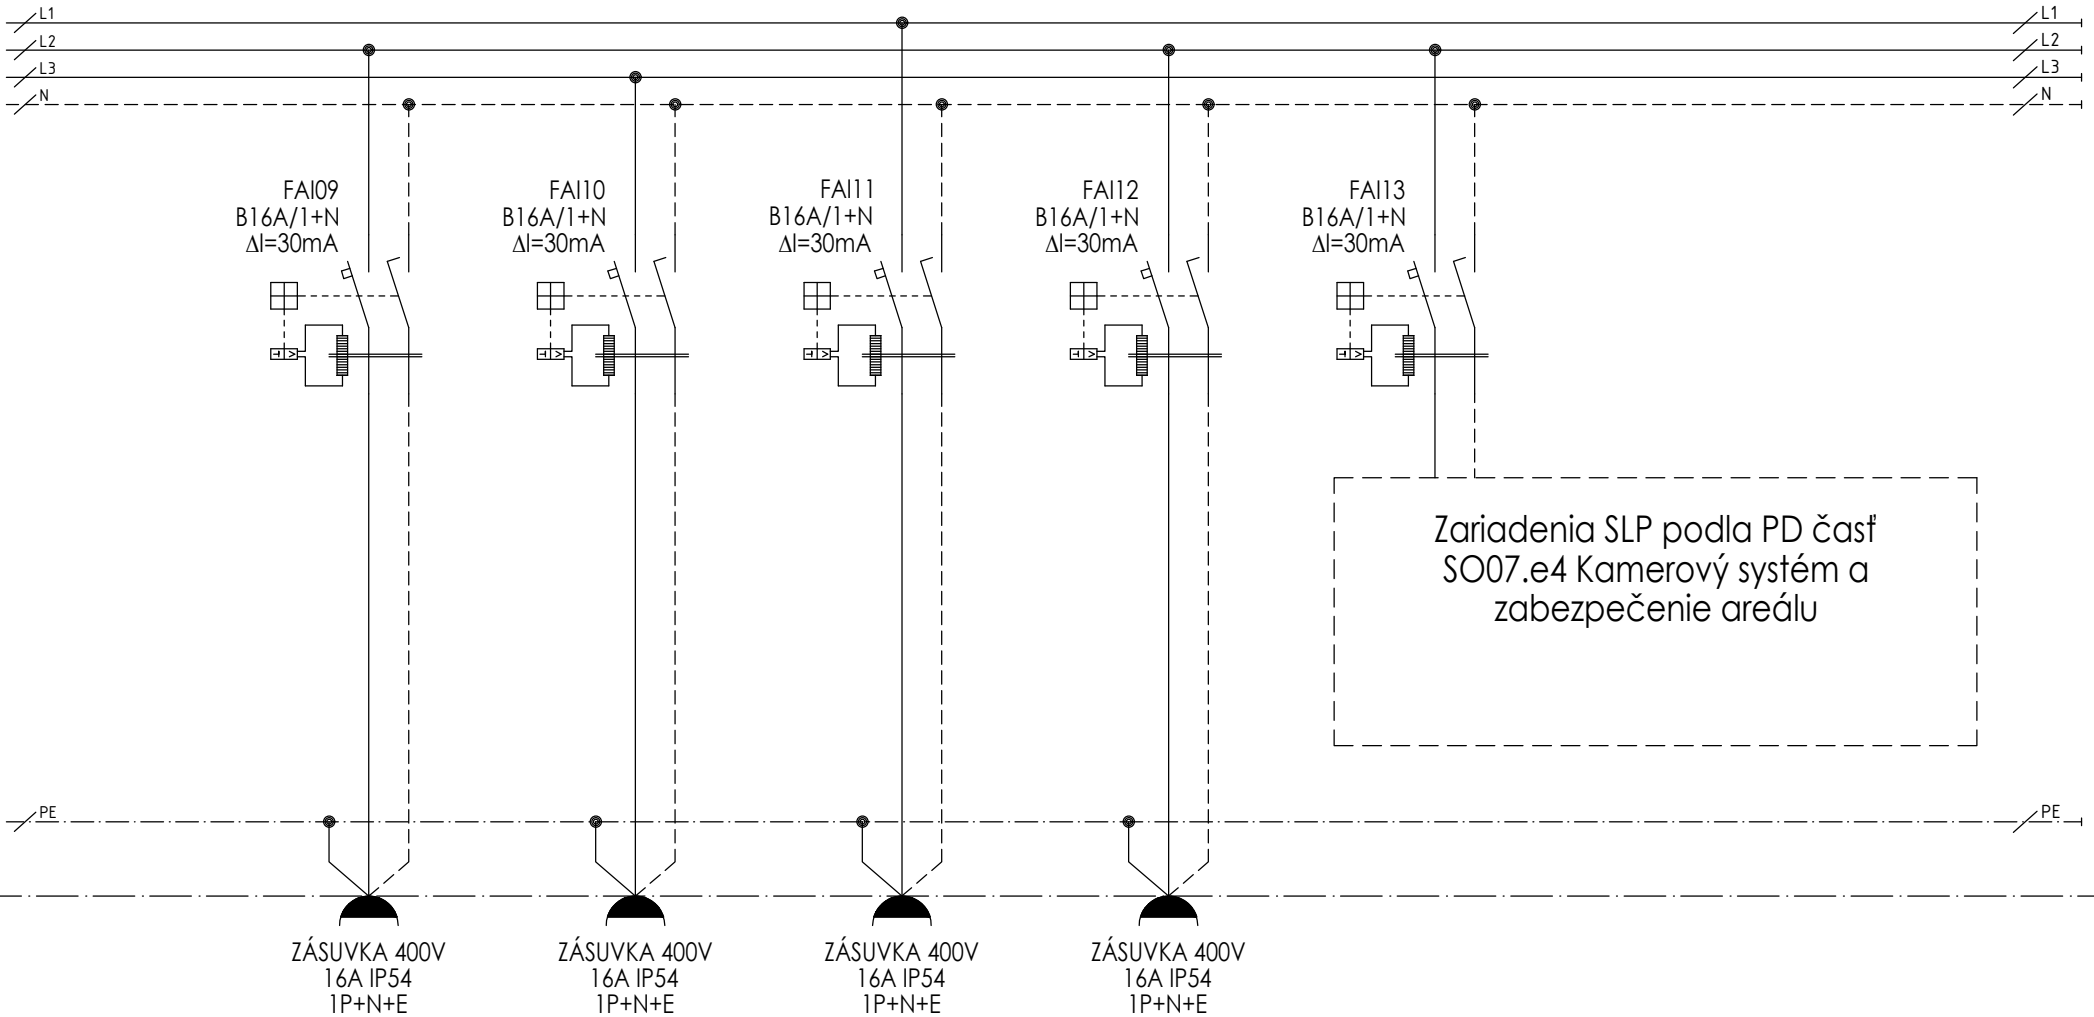 L1
L1
L2
L2
L3
L3
N
N
FAI09
B16A/1+N
ΔI=30mA
FAI10
B16A/1+N
ΔI=30mA
FAI11
B16A/1+N
ΔI=30mA
FAI12
B16A/1+N
ΔI=30mA
FAI13
B16A/1+N
ΔI=30mA
Zariadenia SLP podla PD časť
SO07.e4 Kamerový systém a
zabezpečenie areálu
PE
PE
ZÁSUVKA 400V
16A IP54
1P+N+E
ZÁSUVKA 400V
16A IP54
1P+N+E
ZÁSUVKA 400V
16A IP54
1P+N+E
ZÁSUVKA 400V
16A IP54
1P+N+E